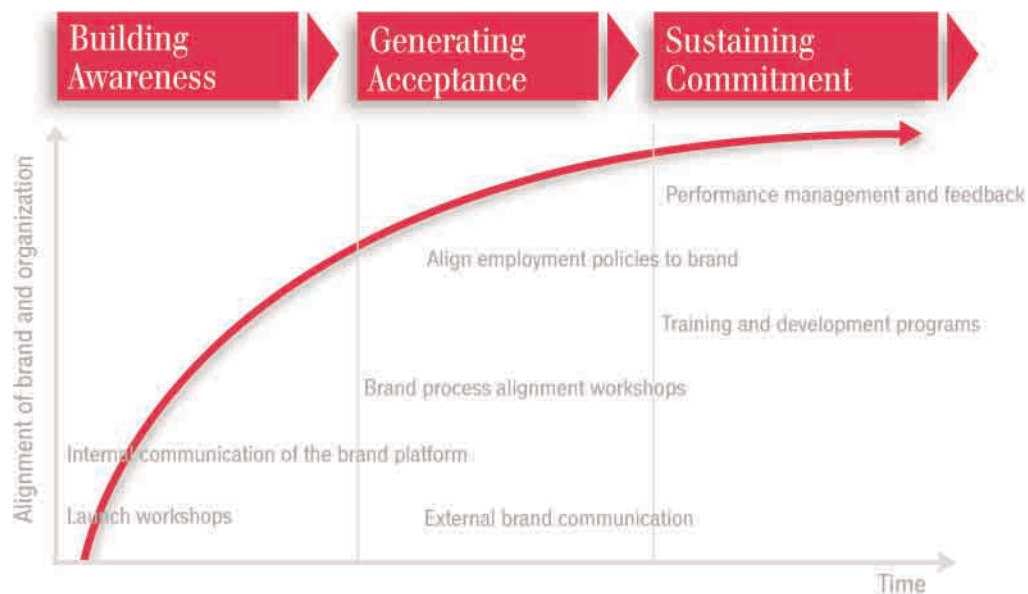 Building
Awareness
Generating
Acceptance
Sustaining
Commitment
Alignment of brand and organization
Performance management and feedback
Align employment policies to brand
Training and development programs
Brand process alignment workshops
Internal communication of the brand platform
Launch workshops
External brand communication
Time